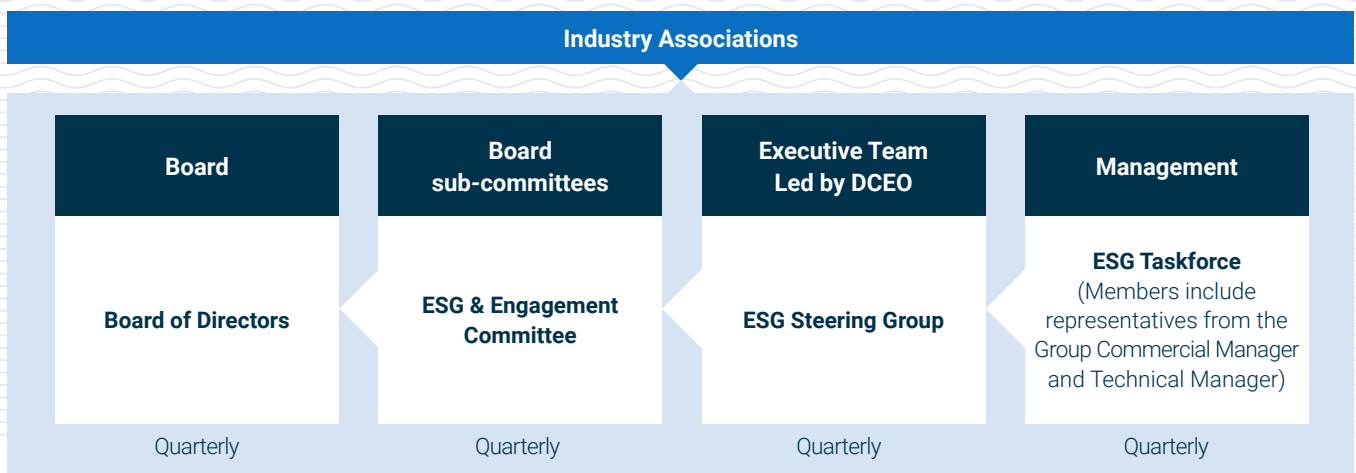 Industry Associations
Board
Board
sub-committees
Executive Team
Led by DCEO
Management
Board of Directors
ESG & Engagement
Committee
ESG Steering Group
ESG Taskforce
(Members include
representatives from the
Group Commercial Manager
and Technical Manager)
Quarterly
Quarterly
Quarterly
Quarterly